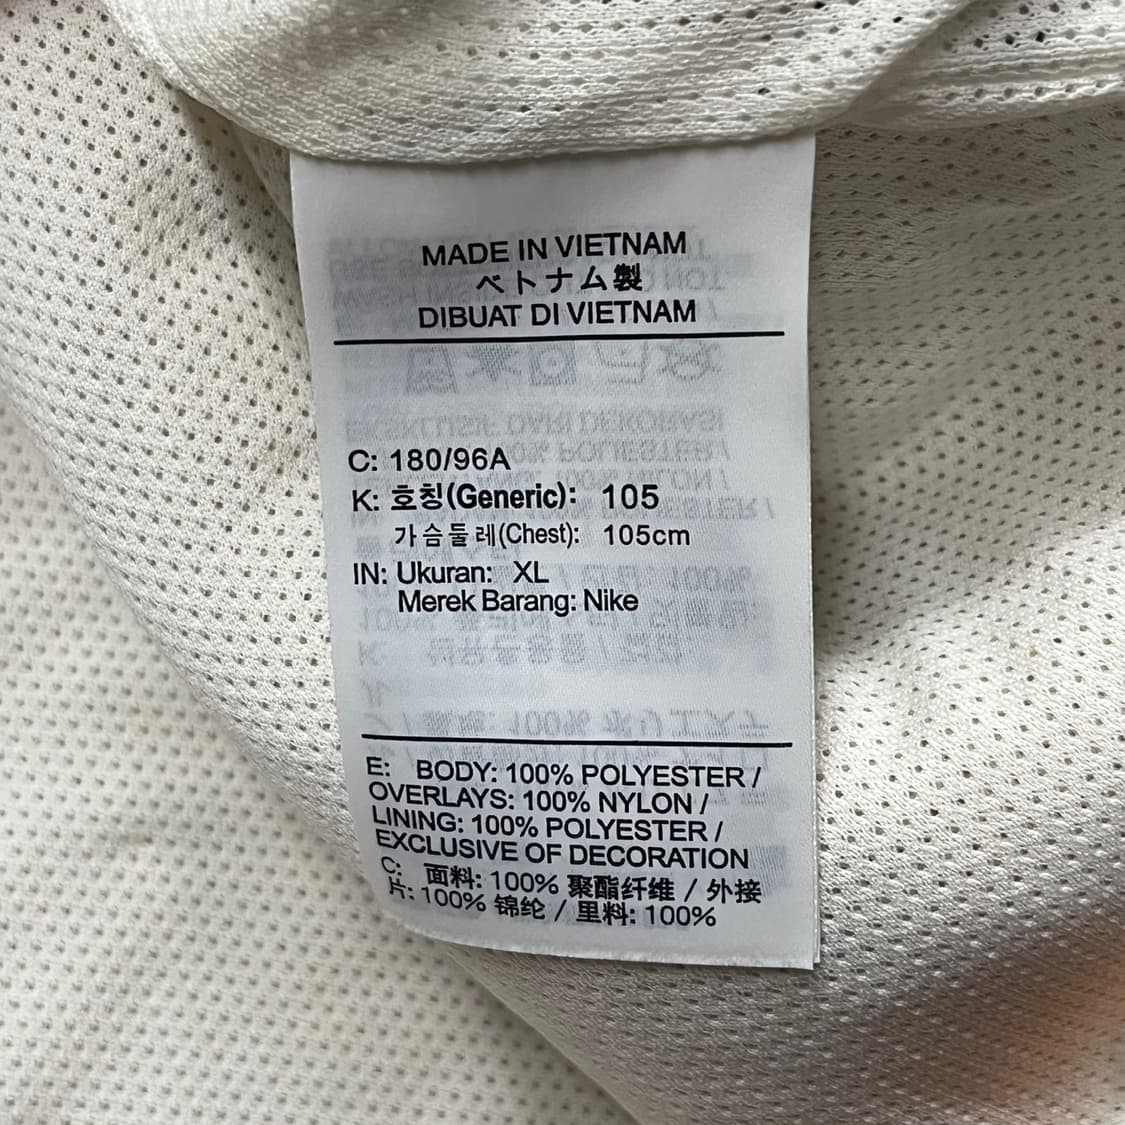 MADE IN VIETNAM
ベトナム製
DIBUAT DI VIETNAM
C: 180/96A
K: 호칭(Generic): 105
가슴둘레(Chest): 105cm
IN: Ukuran: XL
Merek Barang: Nike
E: BODY: 100% POLYESTER /
OVERLAYS: 100% NYLON /
LINING: 100% POLYESTER /
EXCLUSIVE OF DECORATION
C: 面料: 100% 聚酯纤维 / 外接
片: 100% 锦纶 / 里料: 100%